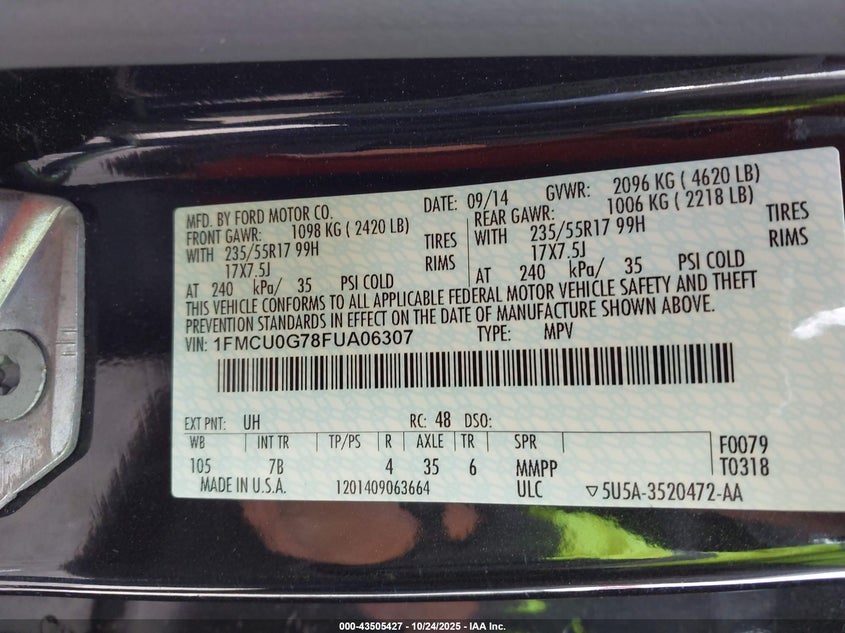 MFD. BY FORD MOTOR CO. DATE: 09/14 GVWR: 2096 KG ( 4620 LB)
FRONT GAWR: 1098 KG ( 2420 LB) REAR GAWR: 1006 KG ( 2218 LB)
WITH 235/55R17 99H TIRES WITH 235/55R17 99H TIRES
17X7.5J RIMS 17X7.5J RIMS
AT 240 kPa/ 35 PSI COLD AT 240 kPa/ 35 PSI COLD
THIS VEHICLE CONFORMS TO ALL APPLICABLE FEDERAL MOTOR VEHICLE SAFETY AND THEFT
PREVENTION STANDARDS IN EFFECT ON THE DATE OF MANUFACTURE SHOWN ABOVE.
VIN: 1FMCU0G78FUA06307 TYPE: MPV
EXT PNT: UH RC: 48 DSO:
WB INT TR TP/PS R AXLE TR SPR F0079
105 7B 4 35 6 MMPP T0318
MADE IN U.S.A. 1201409063664 ULC ▽5U5A-3520472-AA
000-43505427 - 10/24/2025 - IAA Inc.